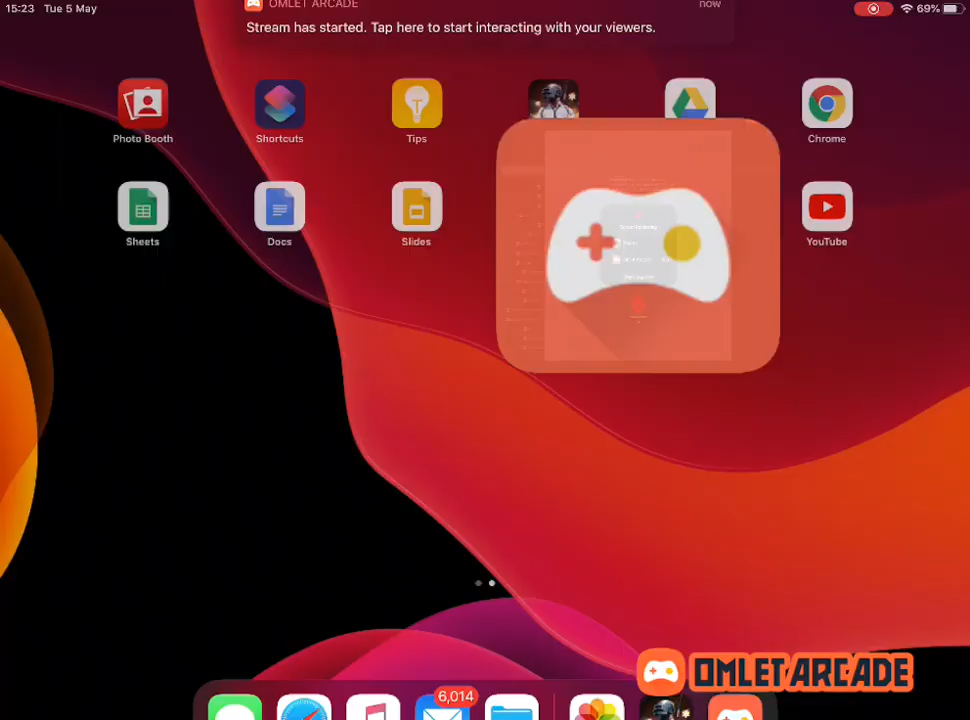 15:23 Tue 5 May
69%
OMLET ARCADE
now
Stream has started. Tap here to start interacting with your viewers.
Photo Booth
Shortcuts
Tips
Chrome
Sheets
Docs
Slides
YouTube
6,014
OMLET ARCADE